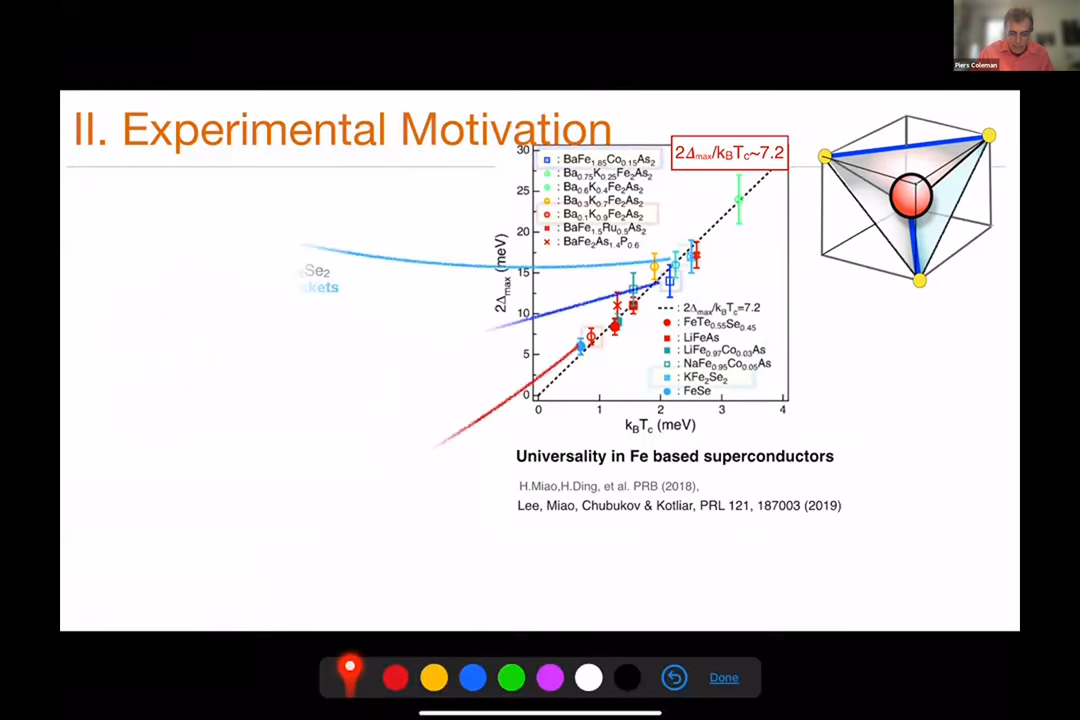 Piers Coleman
II. Experimental Motivation
2Δmax/kBTc~7.2
30
25
20
15
10
5
0
2Δmax (meV)
: BaFe1.85Co0.15As2
: Ba0.75K0.25Fe2As2
: Ba0.6K0.4Fe2As2
: Ba0.3K0.7Fe2As2
: Ba0.1K0.9Fe2As2
: BaFe1.5Ru0.5As2
: BaFe2As1.4P0.6
Se2
kets
: 2Δmax/kBTc=7.2
: FeTe0.55Se0.45
: LiFeAs
: LiFe0.97Co0.03As
: NaFe0.95Co0.05As
: KFe2Se2
: FeSe
0 1 2 3 4
kBTc (meV)
Universality in Fe based superconductors
H.Miao,H.Ding, et al. PRB (2018),
Lee, Miao, Chubukov & Kotliar, PRL 121, 187003 (2019)
Done